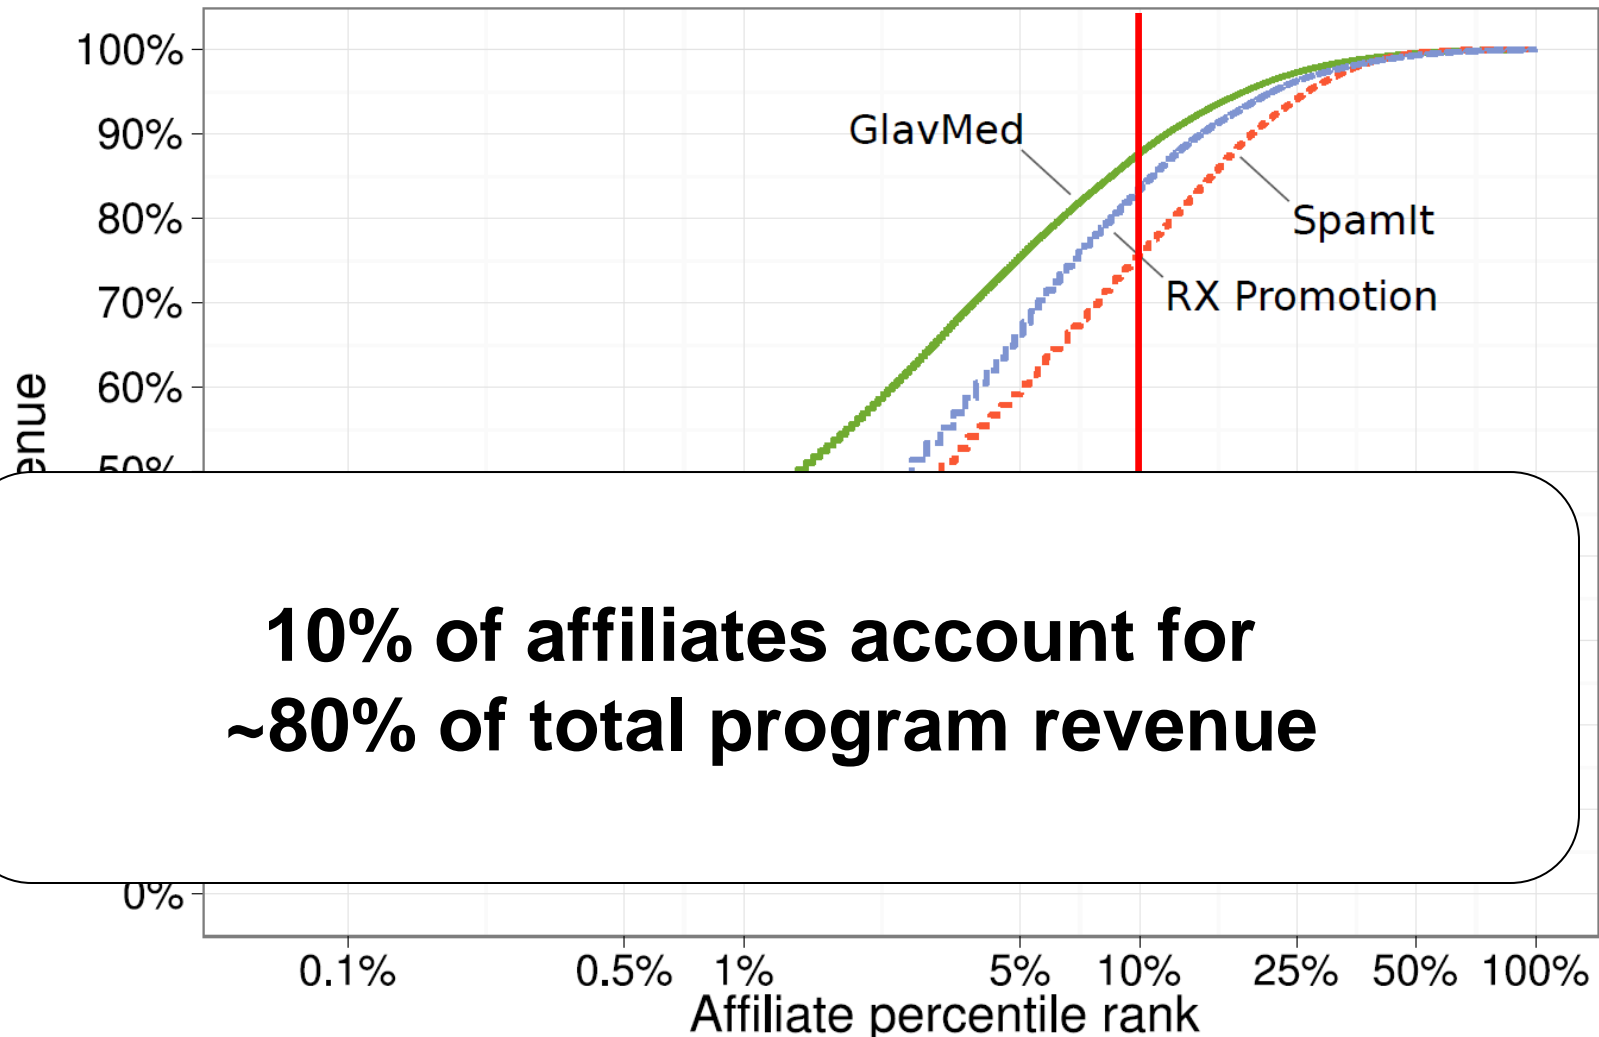 100%
90%
80%
70%
60%
50%
0%
GlavMed
SpamIt
RX Promotion
10% of affiliates account for
~80% of total program revenue
0.1% 0.5% 1% 5% 10% 25% 50% 100%
Affiliate percentile rank